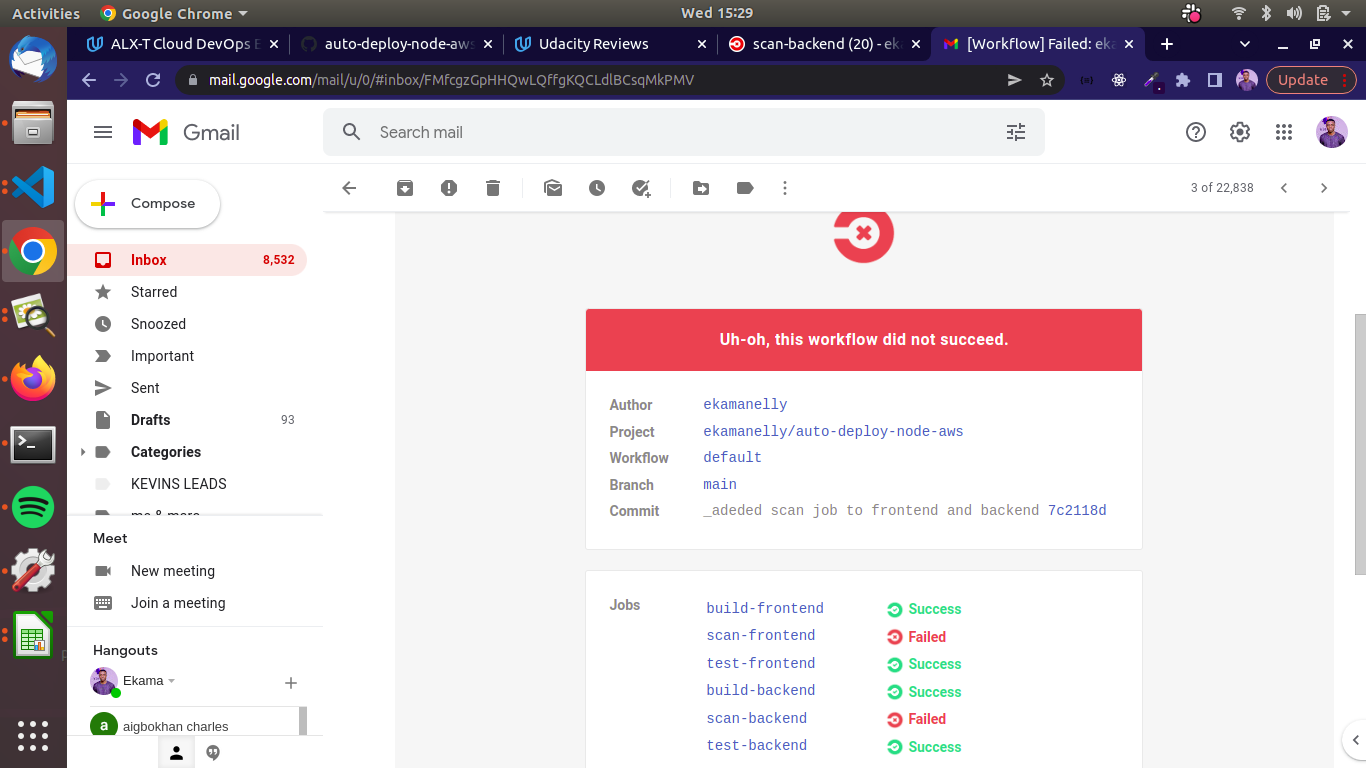 Activities Google Chrome Wed 15:29
ALX-T Cloud DevOps E auto-deploy-node-aws Udacity Reviews scan-backend (20) - eka [Workflow] Failed: eka
mail.google.com/mail/u/0/#inbox/FMfcgzGpHHQwLQffgKQCLdlBCsqMkPMV Update
Gmail Search mail
Compose 3 of 22,838
Inbox 8,532
Starred
Snoozed
Important
Sent
Drafts 93
Categories
KEVINS LEADS
me & more
Meet
New meeting
Join a meeting
Hangouts
Ekama
a aigbokhan charles
Uh-oh, this workflow did not succeed.
Author ekamanelly
Project ekamanelly/auto-deploy-node-aws
Workflow default
Branch main
Commit _adeded scan job to frontend and backend 7c2118d
Jobs build-frontend Success
scan-frontend Failed
test-frontend Success
build-backend Success
scan-backend Failed
test-backend Success